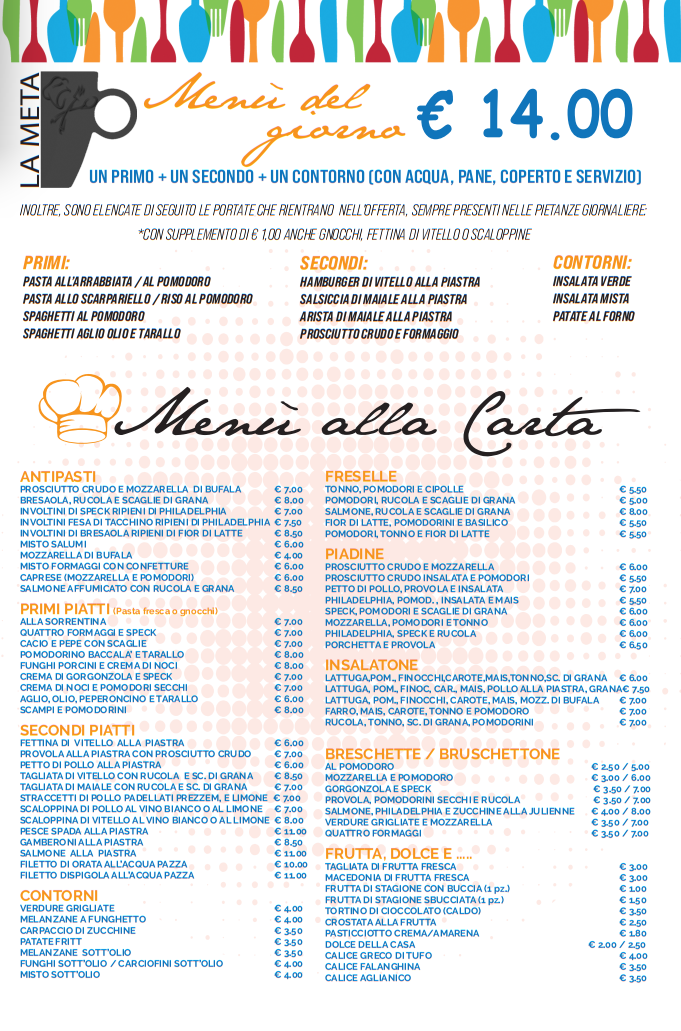 LA META
Gio
Menù del
giorno
€ 14.00
UN PRIMO + UN SECONDO + UN CONTORNO (CON ACQUA, PANE, COPERTO E SERVIZIO)
INOLTRE, SONO ELENCATE DI SEGUITO LE PORTATE CHE RIENTRANO NELL'OFFERTA, SEMPRE PRESENTI NELLE PIETANZE GIORNALIERE:
*CON SUPPLEMENTO DI € 1,00 ANCHE GNOCCHI, FETTINA DI VITELLO O SCALOPPINE
PRIMI:
PASTA ALL'ARRABBIATA / AL POMODORO
PASTA ALLO SCARPARIELLO / RISO AL POMODORO
SPAGHETTI AL POMODORO
SPAGHETTI AGLIO OLIO E TARALLO
SECONDI:
HAMBURGER DI VITELLO ALLA PIASTRA
SALSICCIA DI MAIALE ALLA PIASTRA
ARISTA DI MAIALE ALLA PIASTRA
PROSCIUTTO CRUDO E FORMAGGIO
CONTORNI:
INSALATA VERDE
INSALATA MISTA
PATATE AL FORNO
Menù alla Carta
ANTIPASTI
PROSCIUTTO CRUDO E MOZZARELLA DI BUFALA € 7,00
BRESAOLA, RUCOLA E SCAGLIE DI GRANA € 8.00
INVOLTINI DI SPECK RIPIENI DI PHILADELPHIA € 7.00
INVOLTINI FESA DI TACCHINO RIPIENI DI PHILADELPHIA € 7.50
INVOLTINI DI BRESAOLA RIPIENI DI FIOR DI LATTE € 8.50
MISTO SALUMI € 6.00
MOZZARELLA DI BUFALA € 4.00
MISTO FORMAGGI CON CONFETTURE € 6.00
CAPRESE (MOZZARELLA E POMODORI) € 6.00
SALMONE AFFUMICATO CON RUCOLA E GRANA € 8.50
PRIMI PIATTI (Pasta fresca o gnocchi)
ALLA SORRENTINA € 7.00
QUATTRO FORMAGGI E SPECK € 7.00
CACIO E PEPE CON SCAGLIE € 7.00
POMODORINO BACCALA' E TARALLO € 8.00
FUNGHI PORCINI E CREMA DI NOCI € 8.00
CREMA DI GORGONZOLA E SPECK € 7.00
CREMA DI NOCI E POMODORI SECCHI € 7.00
AGLIO, OLIO, PEPERONCINO E TARALLO € 6.00
SCAMPI E POMODORINI € 8.00
SECONDI PIATTI
FETTINA DI VITELLO ALLA PIASTRA € 6.00
PROVOLA ALLA PIASTRA CON PROSCIUTTO CRUDO € 7.00
PETTO DI POLLO ALLA PIASTRA € 6.00
TAGLIATA DI VITELLO CON RUCOLA E SC. DI GRANA € 8.50
TAGLIATA DI MAIALE CON RUCOLA E SC. DI GRANA € 7.00
STRACCETTI DI POLLO PADELLATI PREZZEM, E LIMONE € 7.00
SCALOPPINA DI POLLO AL VINO BIANCO O AL LIMONE € 7.00
SCALOPPINA DI VITELLO AL VINO BIANCO O AL LIMONE € 8.00
PESCE SPADA ALLA PIASTRA € 11.00
GAMBERONI ALLA PIASTRA € 8.50
SALMONE ALLA PIASTRA € 11.00
FILETTO DI ORATA ALL'ACQUA PAZZA € 10.00
FILETTO DISPIGOLA ALL'ACQUA PAZZA € 11.00
CONTORNI
VERDURE GRIGLIATE € 4.00
MELANZANE A FUNGHETTO € 4.00
CARPACCIO DI ZUCCHINE € 3.50
PATATE FRITT € 3.50
MELANZANE SOTT'OLIO € 3.50
FUNGHI SOTT'OLIO / CARCIOFINI SOTT'OLIO € 4.00
MISTO SOTT'OLIO € 4.00
FRESELLE
TONNO, POMODORI E CIPOLLE € 5.50
POMODORI, RUCOLA E SCAGLIE DI GRANA € 5.00
SALMONE, RUCOLA E SCAGLIE DI GRANA € 8.00
FIOR DI LATTE, POMODORINI E BASILICO € 5.50
POMODORI, TONNO E FIOR DI LATTE € 5.50
PIADINE
PROSCIUTTO CRUDO E MOZZARELLA € 6.00
PROSCIUTTO CRUDO INSALATA E POMODORI € 5.50
PETTO DI POLLO, PROVOLA E INSALATA € 7.00
PHILADELPHIA, POMOD., INSALATA E MAIS € 5.50
SPECK, POMODORI E SCAGLIE DI GRANA € 6.00
MOZZARELLA, POMODORI E TONNO € 6.00
PHILADELPHIA, SPECK E RUCOLA € 6.00
PORCHETTA E PROVOLA € 6.50
INSALATONE
LATTUGA,POM., FINOCCHI,CAROTE,MAIS,TONNO,SC. DI GRANA € 6.00
LATTUGA, POM., FINOC, CAR., MAIS, POLLO ALLA PIASTRA, GRANA € 7.50
LATTUGA, POM., FINOCCHI, CAROTE, MAIS, MOZZ. DI BUFALA € 7.00
FARRO, MAIS, CAROTE, TONNO E POMODORO € 7.00
RUCOLA, TONNO, SC. DI GRANA, POMODORINI € 7.00
BRESCHETTE / BRUSCHETTONE
AL POMODORO € 2.50 / 5.00
MOZZARELLA E POMODORO € 3.00 / 6.00
GORGONZOLA E SPECK € 3.50 / 7.00
PROVOLA, POMODORINI SECCHI E RUCOLA € 3.50 / 7.00
SALMONE, PHILADELPHIA E ZUCCHINE ALLA JULIENNE € 4.00 / 8.00
VERDURE GRIGLIATE E MOZZARELLA € 3.50 / 7.00
QUATTRO FORMAGGI € 3.50 / 7.00
FRUTTA, DOLCE E .....
TAGLIATA DI FRUTTA FRESCA € 3.00
MACEDONIA DI FRUTTA FRESCA € 3.00
FRUTTA DI STAGIONE CON BUCCIA (1 pz.) € 1.00
FRUTTA DI STAGIONE SBUCCIATA (1 pz.) € 1.50
TORTINO DI CIOCCOLATO (CALDO) € 3.50
CROSTATA ALLA FRUTTA € 2.50
PASTICCIOTTO CREMA/AMARENA € 1.80
DOLCE DELLA CASA € 2.00 / 2.50
CALICE GRECO DI TUFO € 4.00
CALICE FALANGHINA € 3.50
CALICE AGLIANICO € 3.50